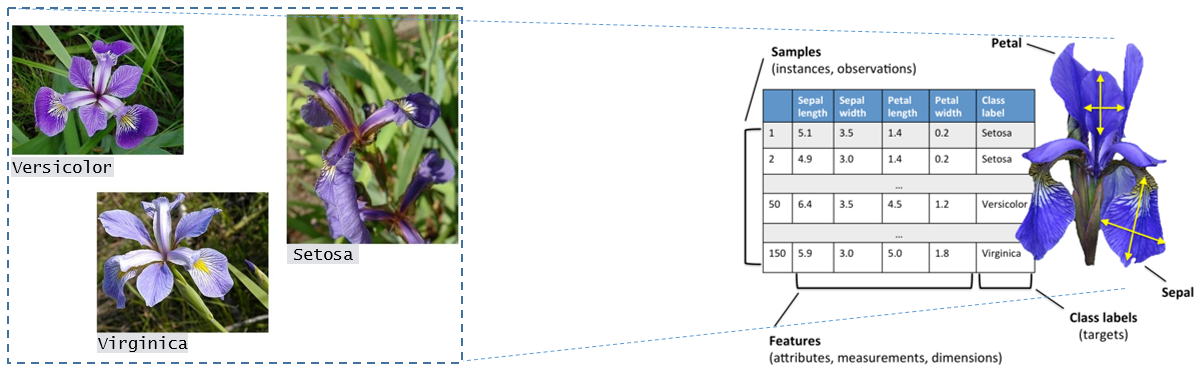 Versicolor
Setosa
Virginica
Samples
(instances, observations)
Petal
Sepal length Sepal width Petal length Petal width Class label
1 5.1 3.5 1.4 0.2 Setosa
2 4.9 3.0 1.4 0.2 Setosa
...
50 6.4 3.5 4.5 1.2 Versicolor
...
150 5.9 3.0 5.0 1.8 Virginica
Sepal
Class labels
(targets)
Features
(attributes, measurements, dimensions)